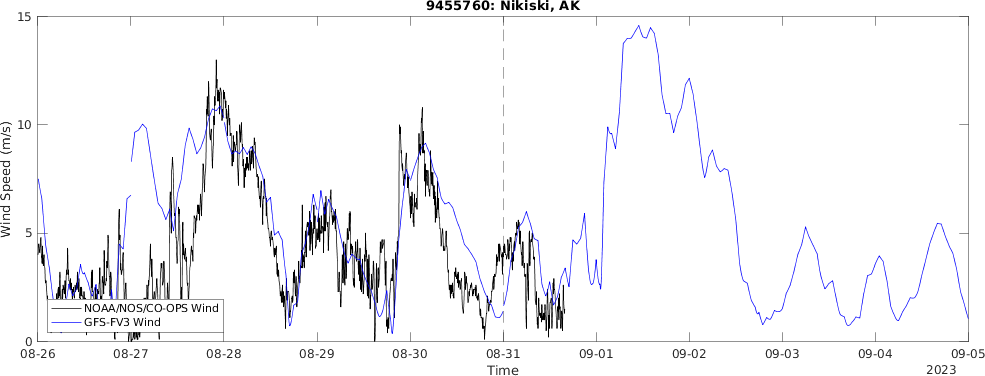 9455760: Nikiski, AK
Wind Speed (m/s)
15
10
5
0
NOAA/NOS/CO-OPS Wind
GFS-FV3 Wind
08-26 08-27 08-28 08-29 08-30 08-31 09-01 09-02 09-03 09-04 09-05
Time
2023